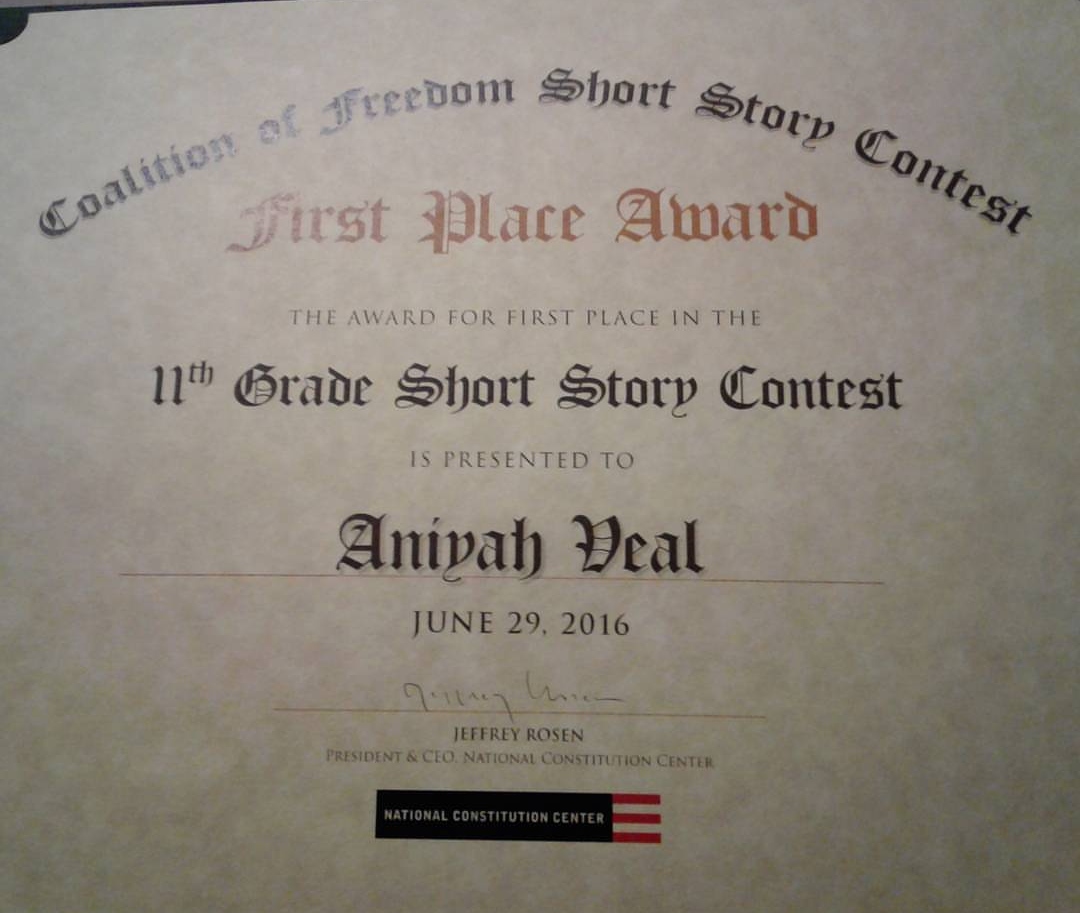 Coalition of Freedom Short Story Contest
First Place Award
THE AWARD FOR FIRST PLACE IN THE
11th Grade Short Story Contest
IS PRESENTED TO
Aniyah Veal
JUNE 29, 2016
Jeffrey Rosen
JEFFREY ROSEN
PRESIDENT & CEO, NATIONAL CONSTITUTION CENTER
NATIONAL CONSTITUTION CENTER